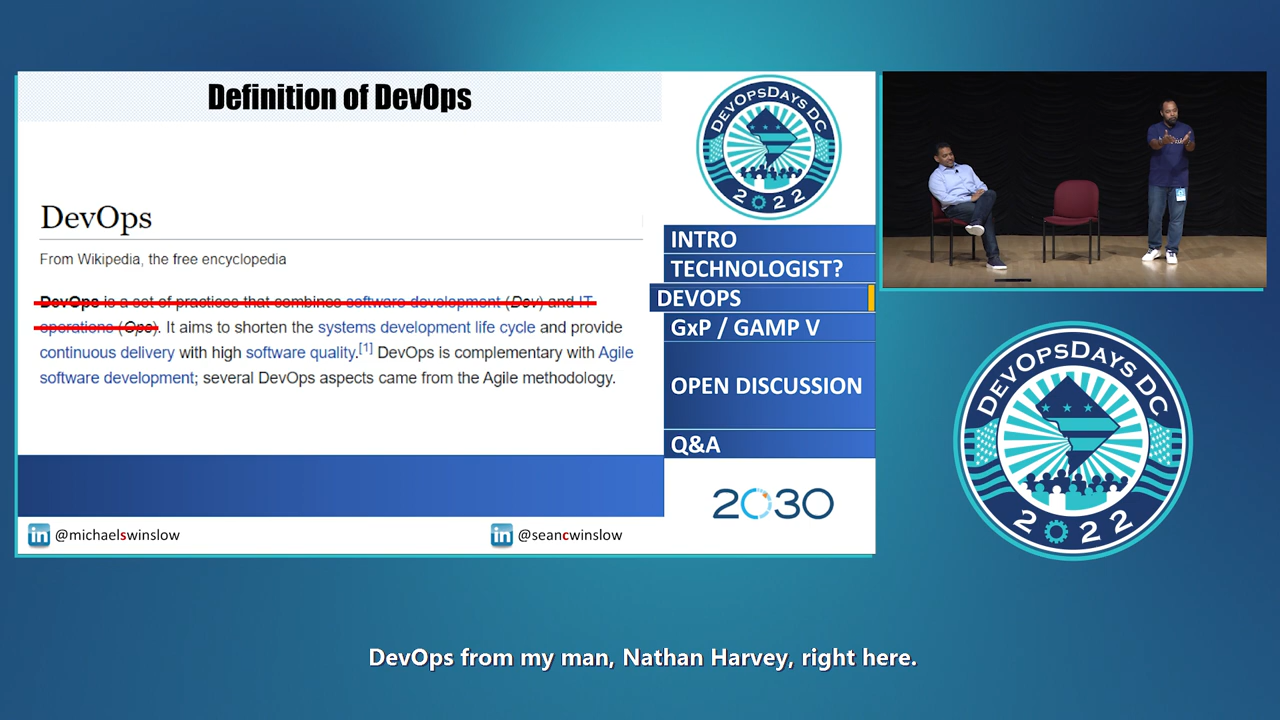 Definition of DevOps
DevOps
From Wikipedia, the free encyclopedia
DevOps is a set of practices that combines software development (Dev) and IT
operations (Ops). It aims to shorten the systems development life cycle and provide
continuous delivery with high software quality.[1] DevOps is complementary with Agile
software development; several DevOps aspects came from the Agile methodology.
in @michaelswinslow
in @seancwinslow
DEVOPSDAYS DC
2022
INTRO
TECHNOLOGIST?
DEVOPS
GxP / GAMP V
OPEN DISCUSSION
Q&A
2030
DEVOPSDAYS DC
2022
DevOps from my man, Nathan Harvey, right here.